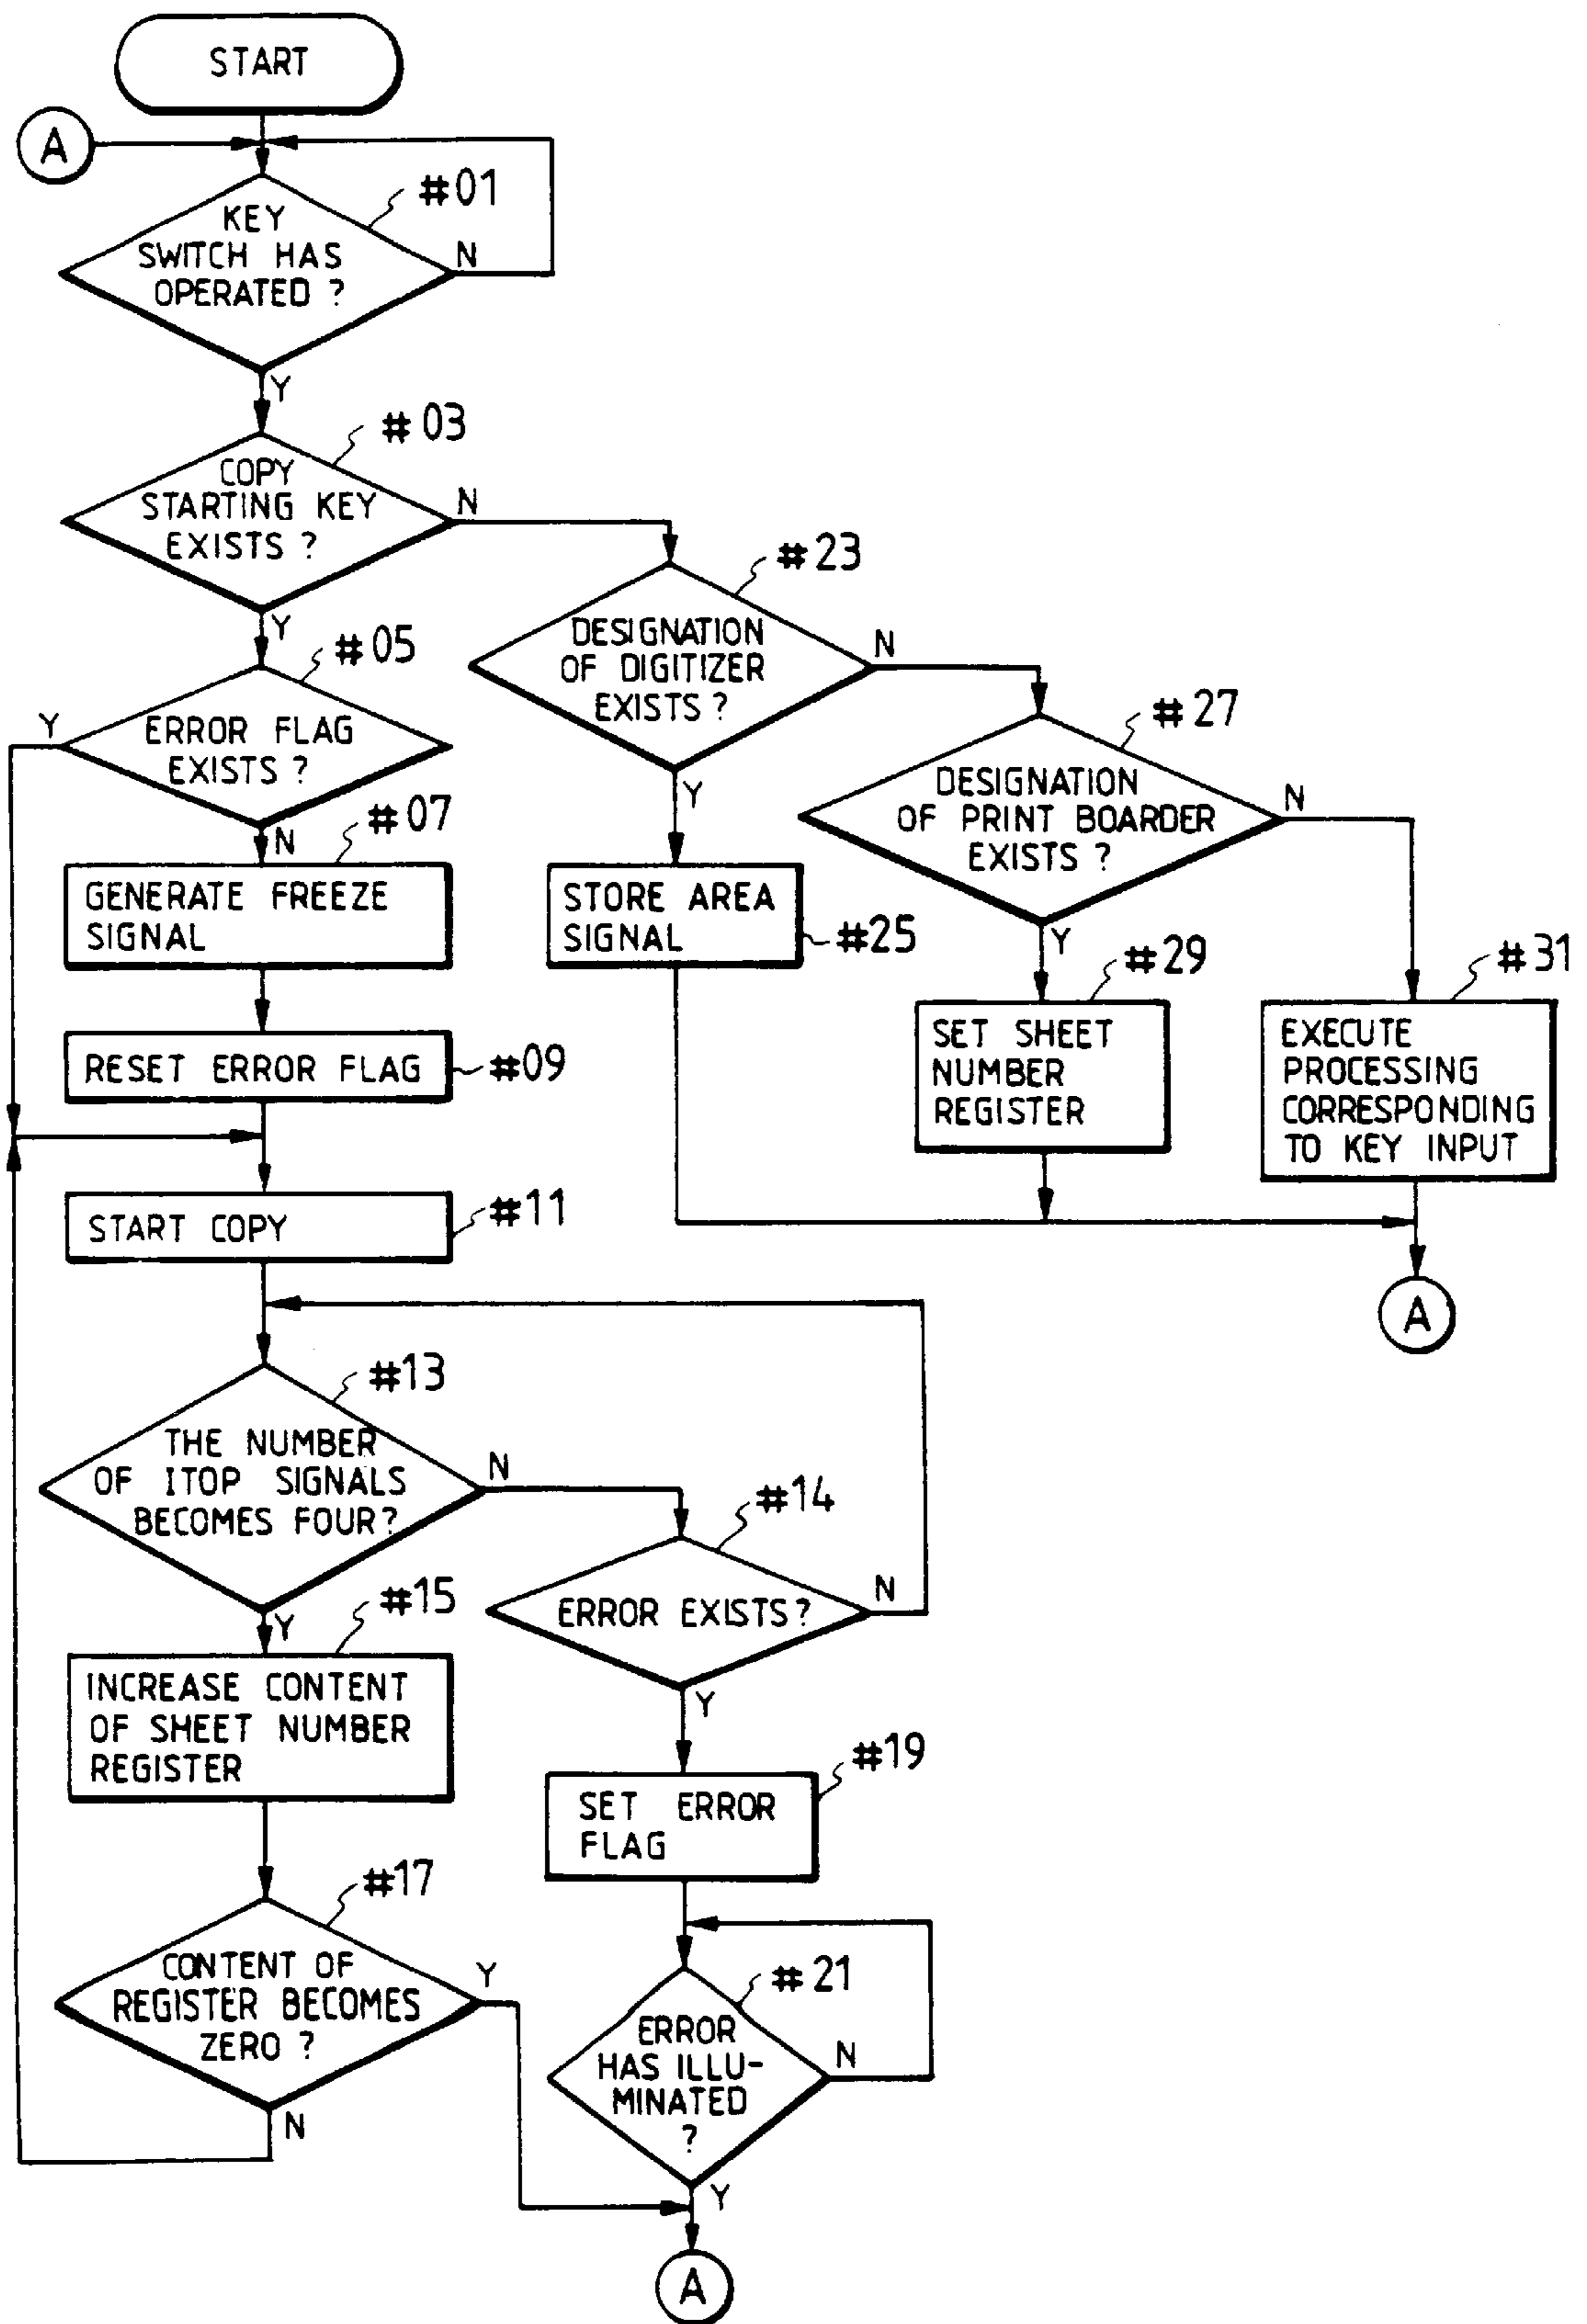 START
A
#01
KEY
SWITCH HAS
OPERATED ?
N
Y
#03
COPY
STARTING KEY
EXISTS ?
N
Y
#05
ERROR FLAG
EXISTS ?
Y
N
#07
GENERATE FREEZE
SIGNAL
RESET ERROR FLAG
#09
START COPY
#11
#13
THE NUMBER
OF ITOP SIGNALS
BECOMES FOUR?
N
Y
#15
INCREASE CONTENT
OF SHEET NUMBER
REGISTER
#17
CONTENT OF
REGISTER BECOMES
ZERO ?
Y
N
#23
DESIGNATION
OF DIGITIZER
EXISTS ?
N
Y
STORE AREA
SIGNAL
#25
#27
DESIGNATION
OF PRINT BOARDER
EXISTS ?
N
Y
#29
SET SHEET
NUMBER
REGISTER
#31
EXECUTE
PROCESSING
CORRESPONDING
TO KEY INPUT
A
#14
ERROR EXISTS?
N
Y
#19
SET ERROR
FLAG
#21
ERROR
HAS ILLU-
MINATED
?
N
Y
A